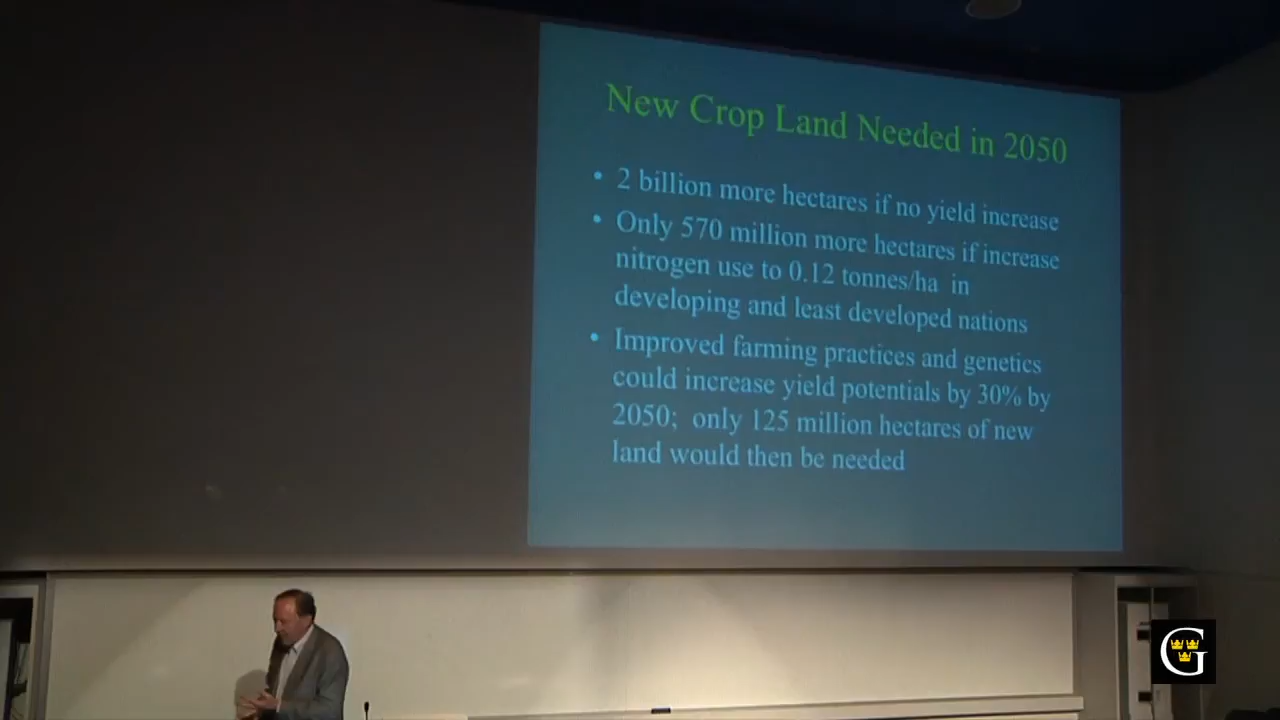 New Crop Land Needed in 2050
• 2 billion more hectares if no yield increase
• Only 570 million more hectares if increase
nitrogen use to 0.12 tonnes/ha in
developing and least developed nations
• Improved farming practices and genetics
could increase yield potentials by 30% by
2050; only 125 million hectares of new
land would then be needed
G